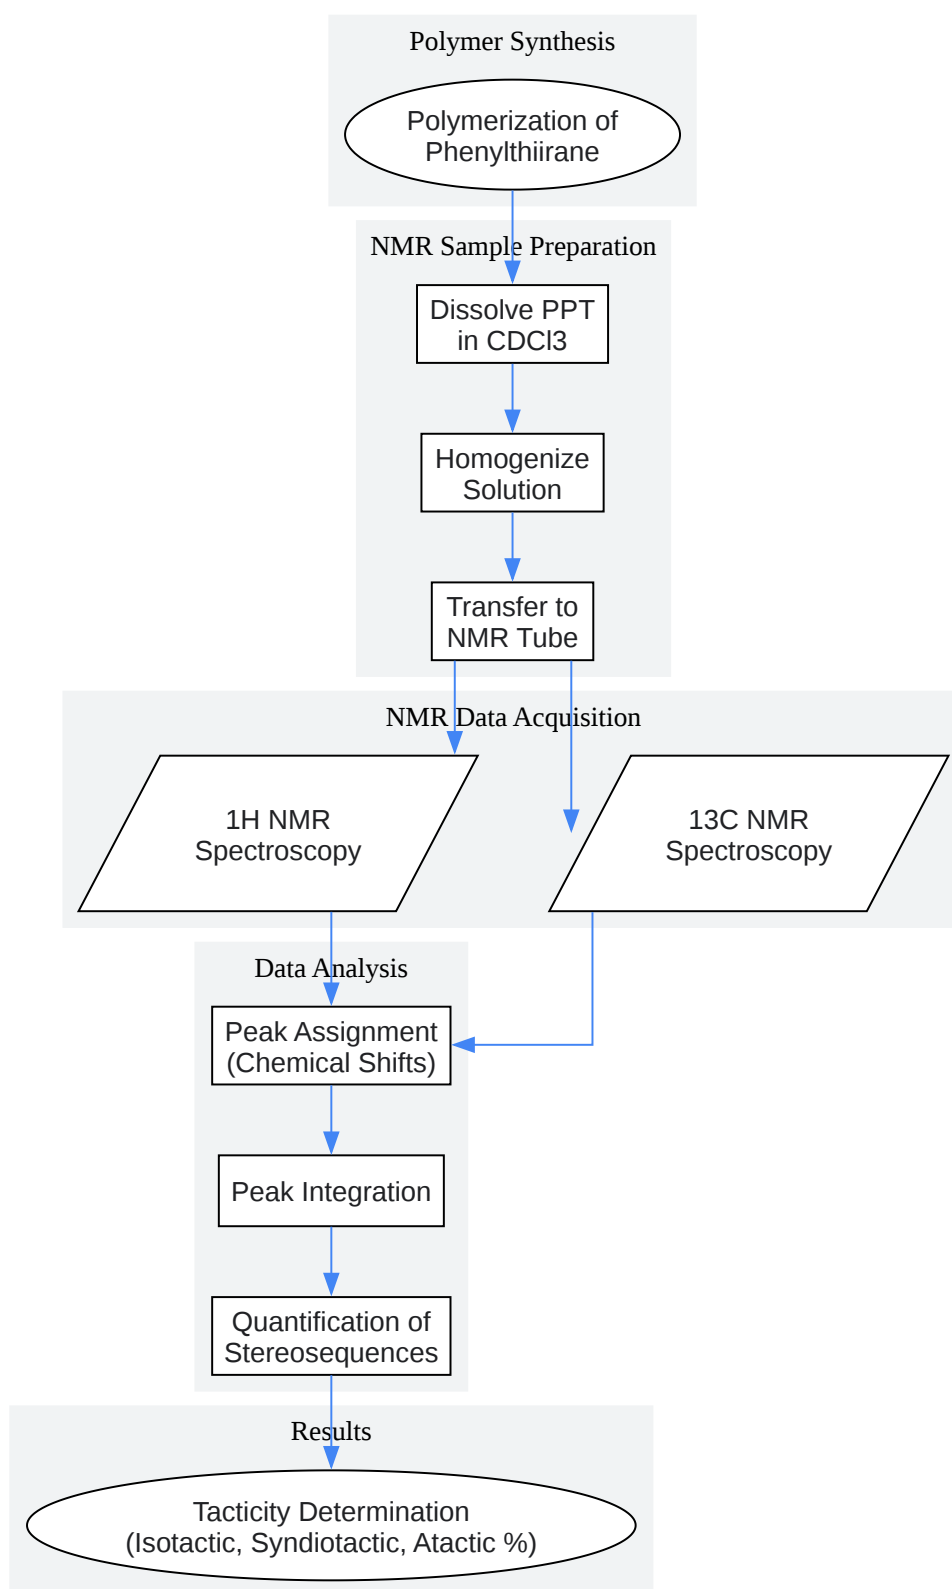 Polymer Synthesis
Polymerization of
Phenylthiirane
NMR Sample Preparation
Dissolve PPT
in CDCl3
Homogenize
Solution
Transfer to
NMR Tube
NMR Data Acquisition
1H NMR
Spectroscopy
13C NMR
Spectroscopy
Data Analysis
Peak Assignment
(Chemical Shifts)
Peak Integration
Quantification of
Stereosequences
Results
Tacticity Determination
(Isotactic, Syndiotactic, Atactic %)